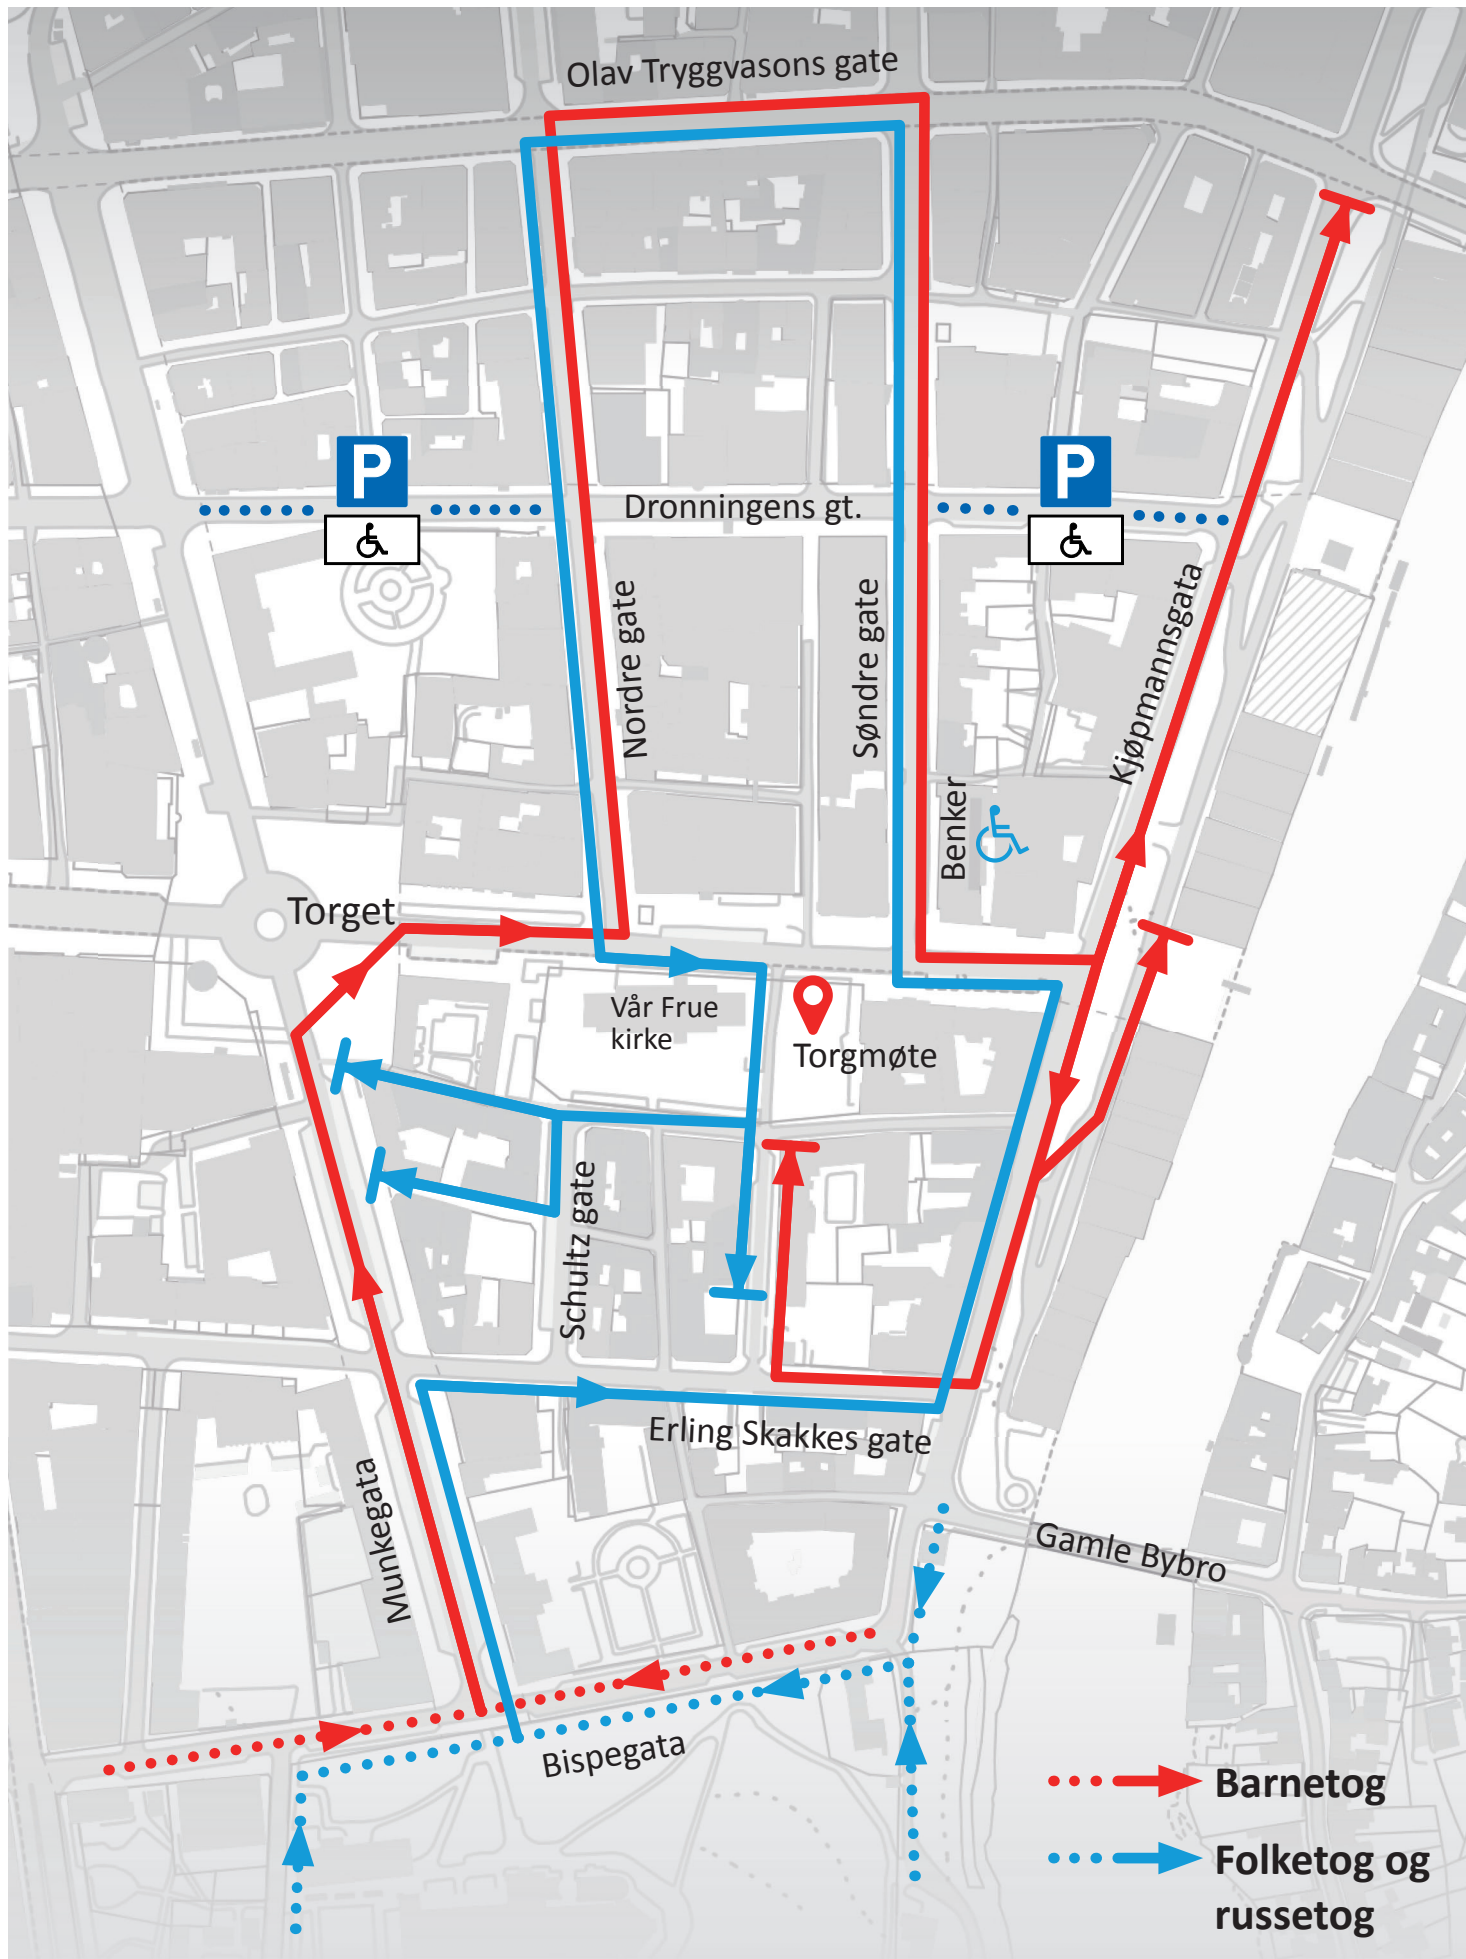 Olav Tryggvasons gate
P
P
Dronningens gt.
Nordre gate
Søndre gate
Kjøpmannsgata
Benker
Torget
Vår Frue
kirke
Torgmøte
Schultz gate
Erling Skakkes gate
Munkegata
Gamle Bybro
Bispegata
Barnetog
Folketog og
russetog